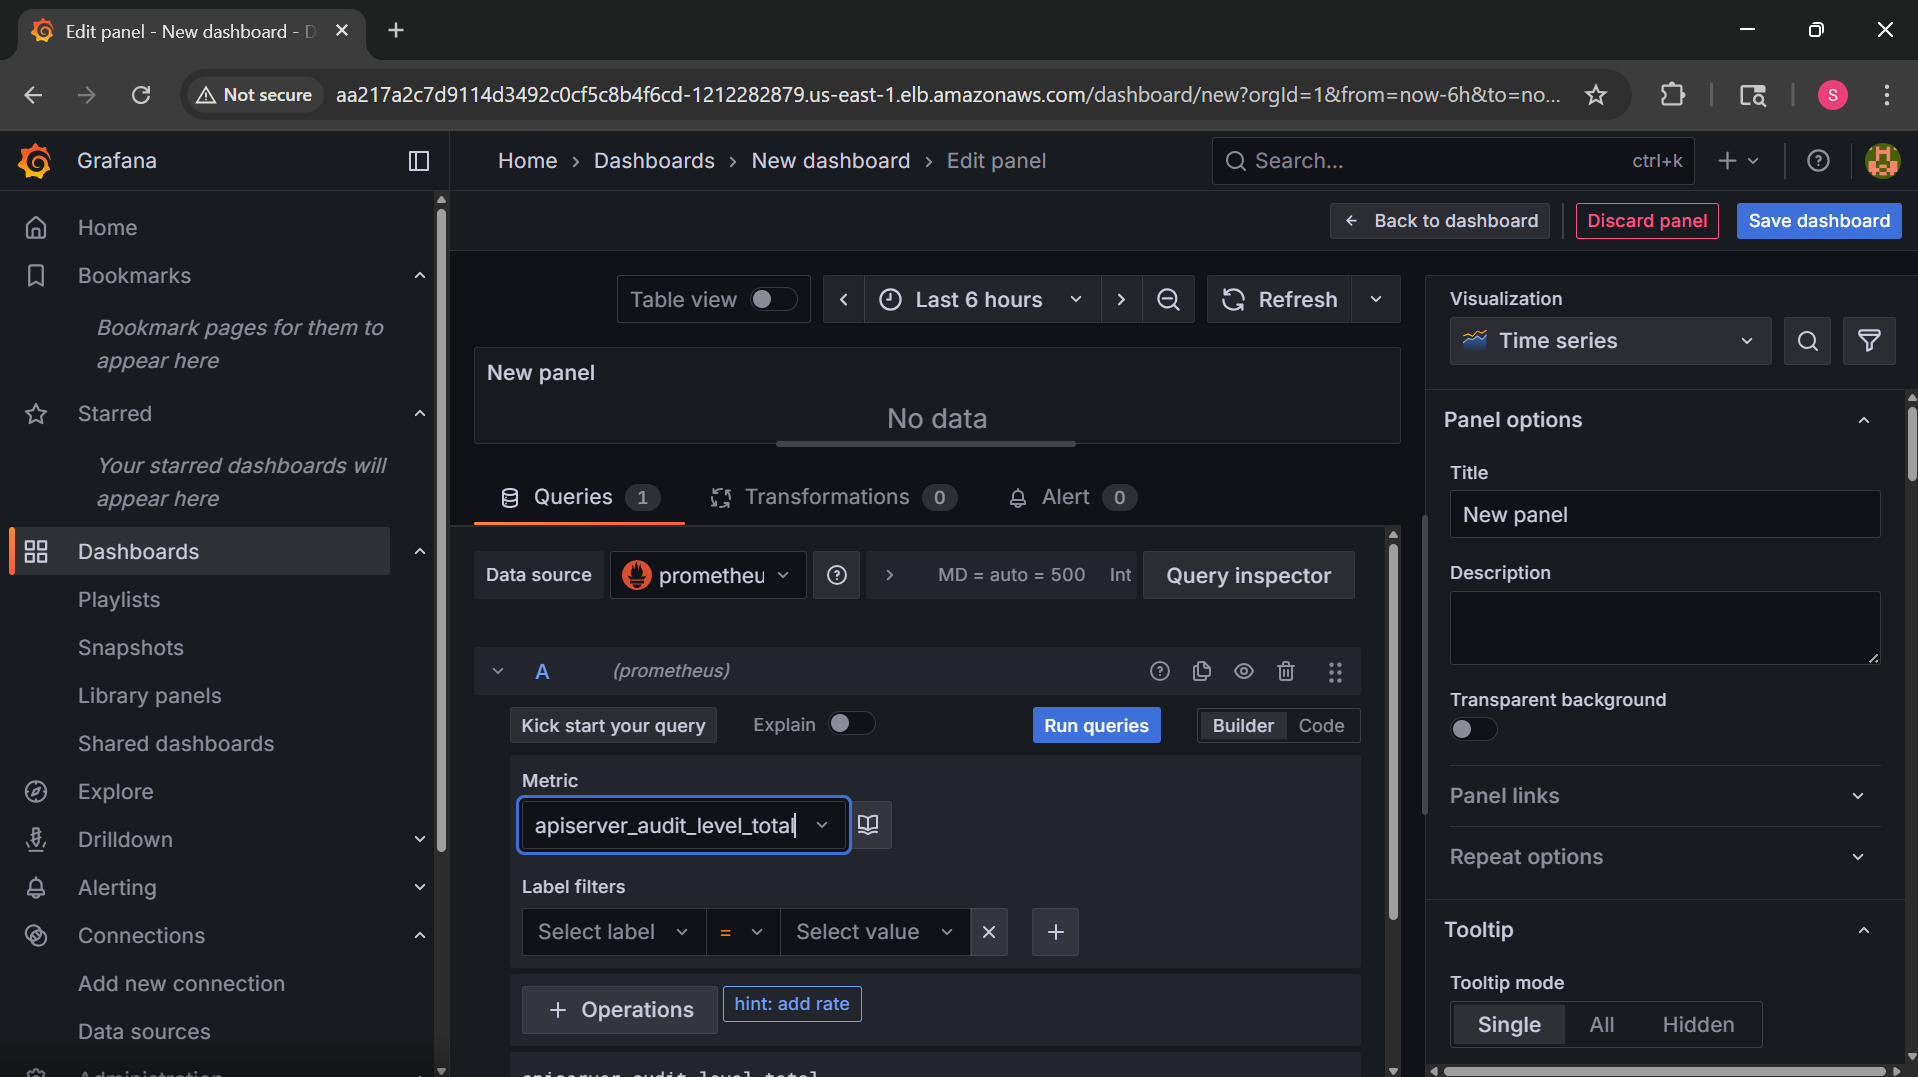 Edit panel - New dashboard - D
Not secure
aa217a2c7d9114d3492c0cf5c8b4f6cd-1212282879.us-east-1.elb.amazonaws.com/dashboard/new?orgId=1&from=now-6h&to=no...
S
Grafana
Home › Dashboards › New dashboard › Edit panel
Search...
ctrl+k
Back to dashboard
Discard panel
Save dashboard
Home
Bookmarks
Bookmark pages for them to
appear here
Starred
Your starred dashboards will
appear here
Dashboards
Playlists
Snapshots
Library panels
Shared dashboards
Explore
Drilldown
Alerting
Connections
Add new connection
Data sources
Administration
Table view
Last 6 hours
Refresh
New panel
No data
Queries 1
Transformations 0
Alert 0
Data source
prometheu
MD = auto = 500
Int
Query inspector
A
(prometheus)
Kick start your query
Explain
Run queries
Builder
Code
Metric
apiserver_audit_level_total
Label filters
Select label
=
Select value
+ Operations
hint: add rate
apiserver_audit_level_total
Visualization
Time series
Panel options
Title
New panel
Description
Transparent background
Panel links
Repeat options
Tooltip
Tooltip mode
Single
All
Hidden